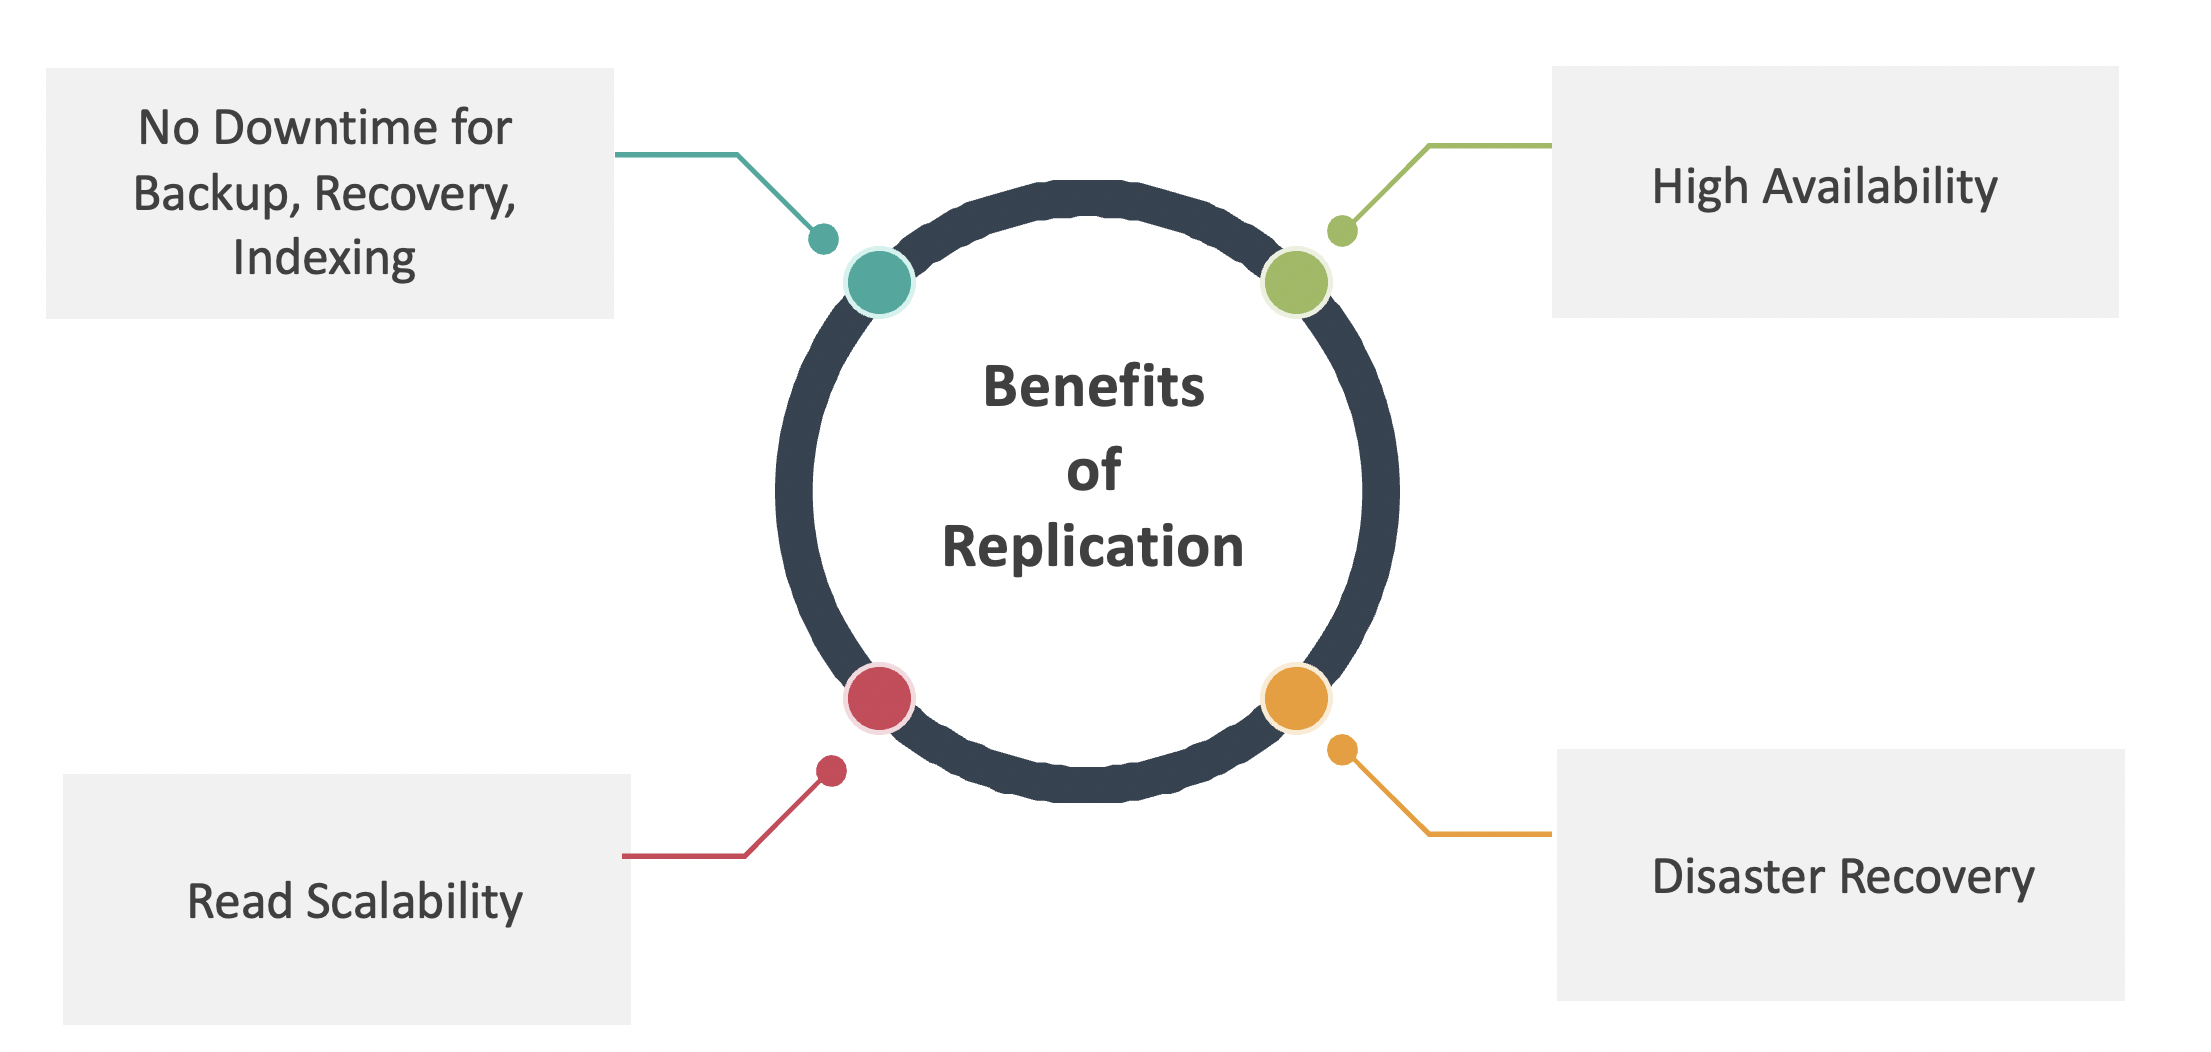 No Downtime for
Backup, Recovery,
Indexing
High Availability
Benefits
of
Replication
Read Scalability
Disaster Recovery